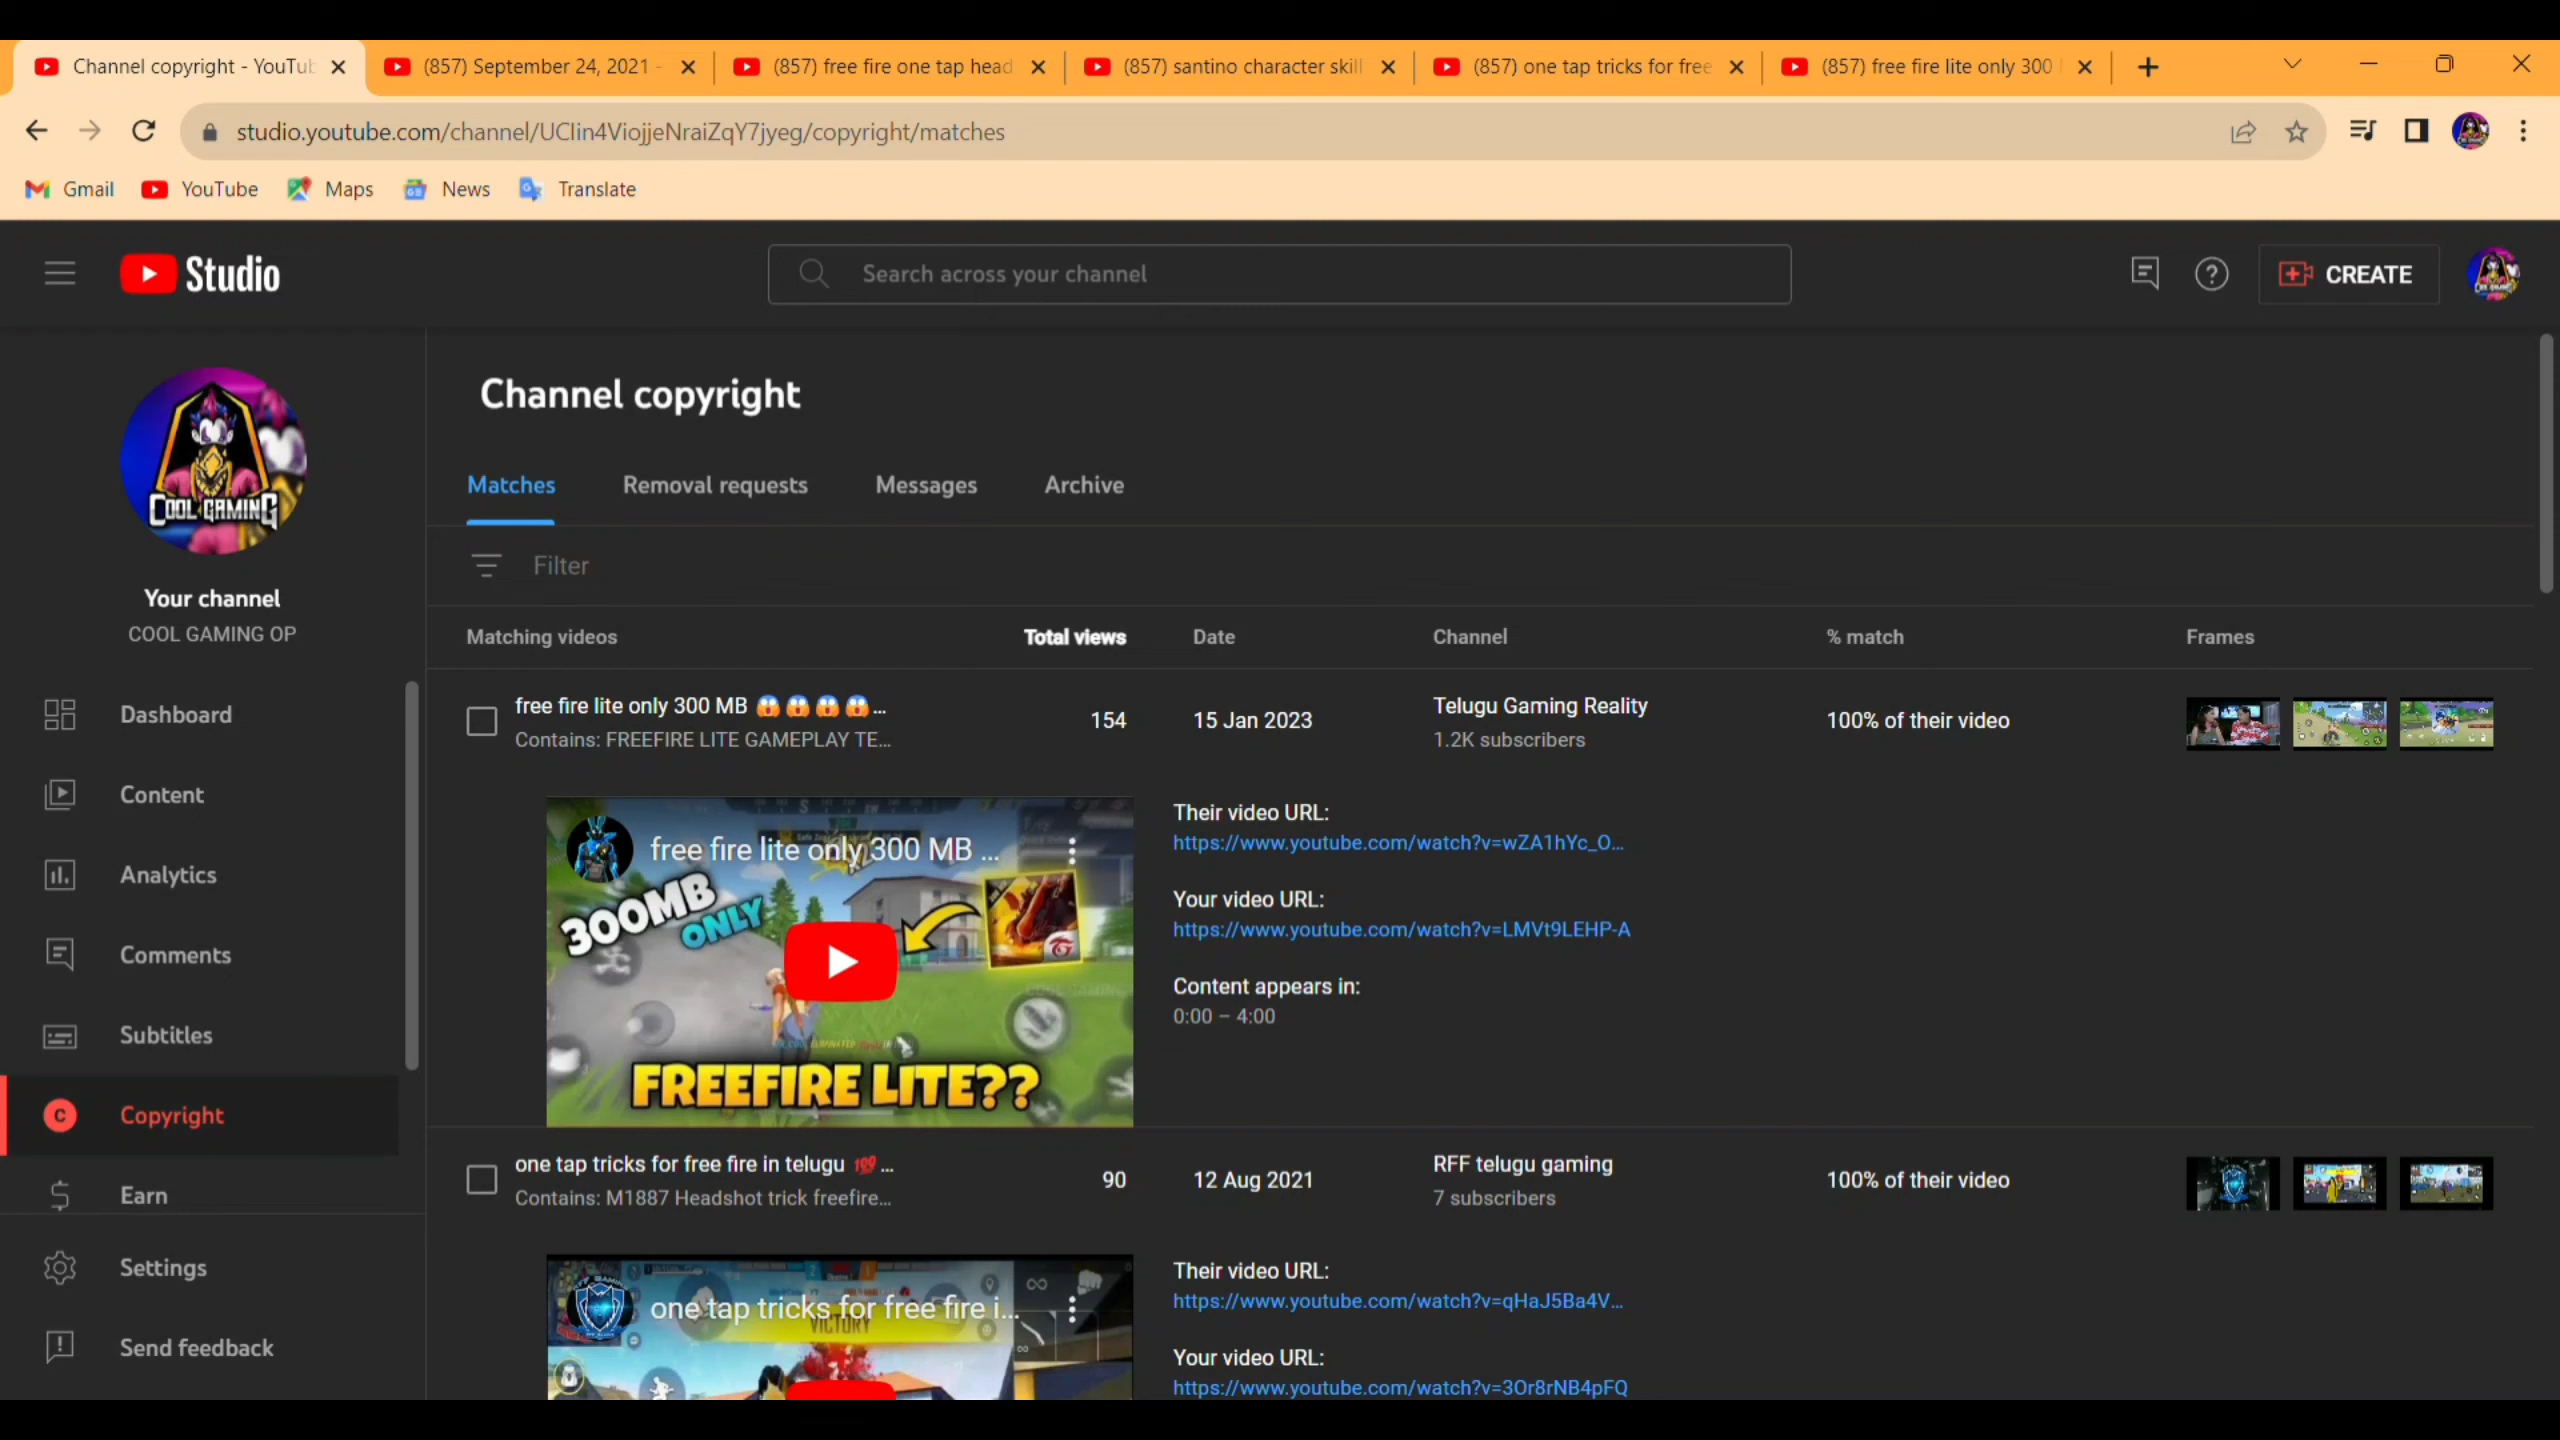 Channel copyright - YouTub
(857) September 24, 2021 -
(857) free fire one tap head
(857) santino character skill
(857) one tap tricks for free
(857) free fire lite only 300
studio.youtube.com/channel/UCIin4ViojjeNraiZqY7jyeg/copyright/matches
Gmail
YouTube
Maps
News
Translate
Studio
Search across your channel
CREATE
COOL GAMING
Your channel
COOL GAMING OP
Dashboard
Content
Analytics
Comments
Subtitles
Copyright
Earn
Settings
Send feedback
Channel copyright
Matches
Removal requests
Messages
Archive
Filter
Matching videos
Total views
Date
Channel
% match
Frames
free fire lite only 300 MB 😱😱😱😱...
Contains: FREEFIRE LITE GAMEPLAY TE...
154
15 Jan 2023
Telugu Gaming Reality
1.2K subscribers
100% of their video
free fire lite only 300 MB ...
300MB
ONLY
FREEFIRE LITE??
Their video URL:
https://www.youtube.com/watch?v=wZA1hYc_O...
Your video URL:
https://www.youtube.com/watch?v=LMVt9LEHP-A
Content appears in:
0:00 – 4:00
one tap tricks for free fire in telugu 💯...
Contains: M1887 Headshot trick freefire...
90
12 Aug 2021
RFF telugu gaming
7 subscribers
100% of their video
one tap tricks for free fire i...
VICTORY
Their video URL:
https://www.youtube.com/watch?v=qHaJ5Ba4V...
Your video URL:
https://www.youtube.com/watch?v=3Or8rNB4pFQ